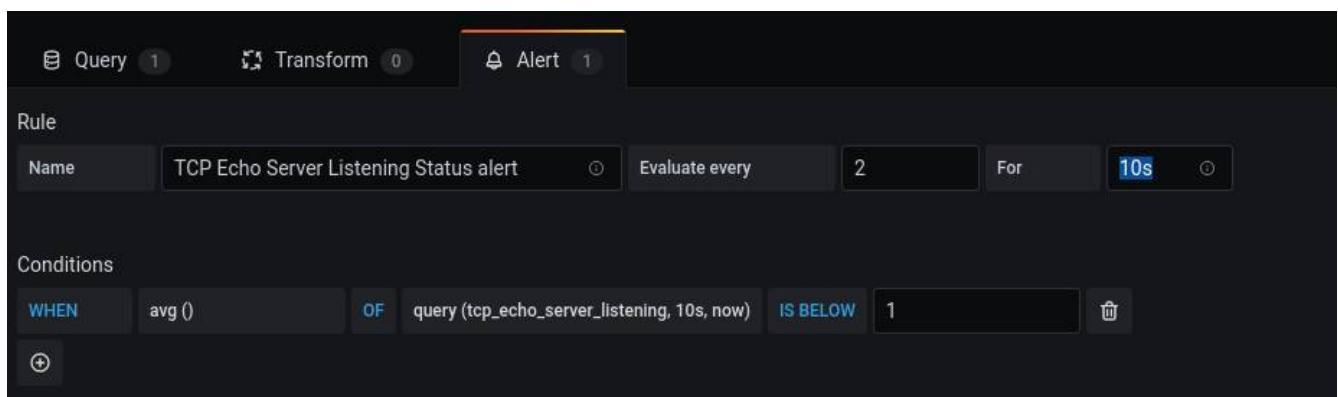 Query 1 Transform 0 Alert 1
Rule
Name TCP Echo Server Listening Status alert Evaluate every 2 For 10s
Conditions
WHEN avg () OF query (tcp_echo_server_listening, 10s, now) IS BELOW 1